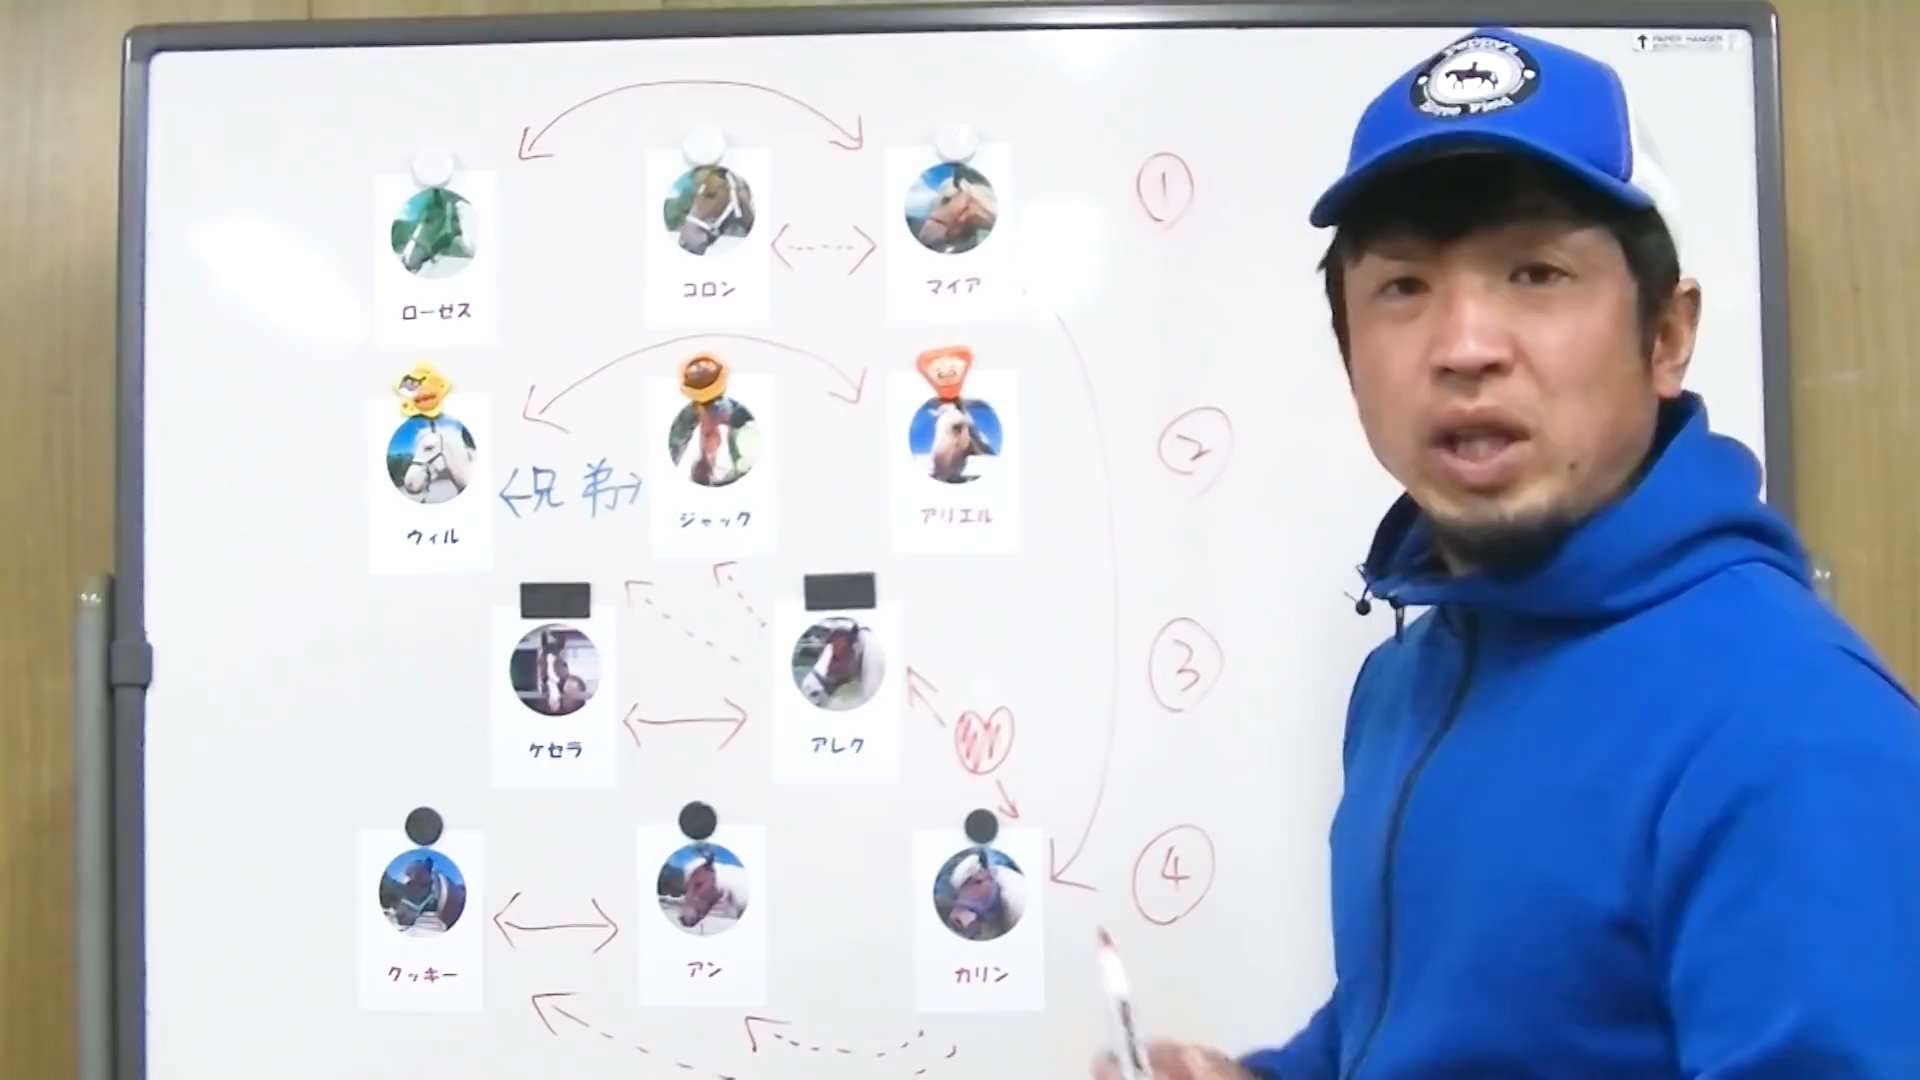 PAPER HANGER
①
ローゼス
コロン
マイア
②
兄弟
ウィル
ジャック
アリエル
③
ケセラ
アレク
④
クッキー
アン
カリン